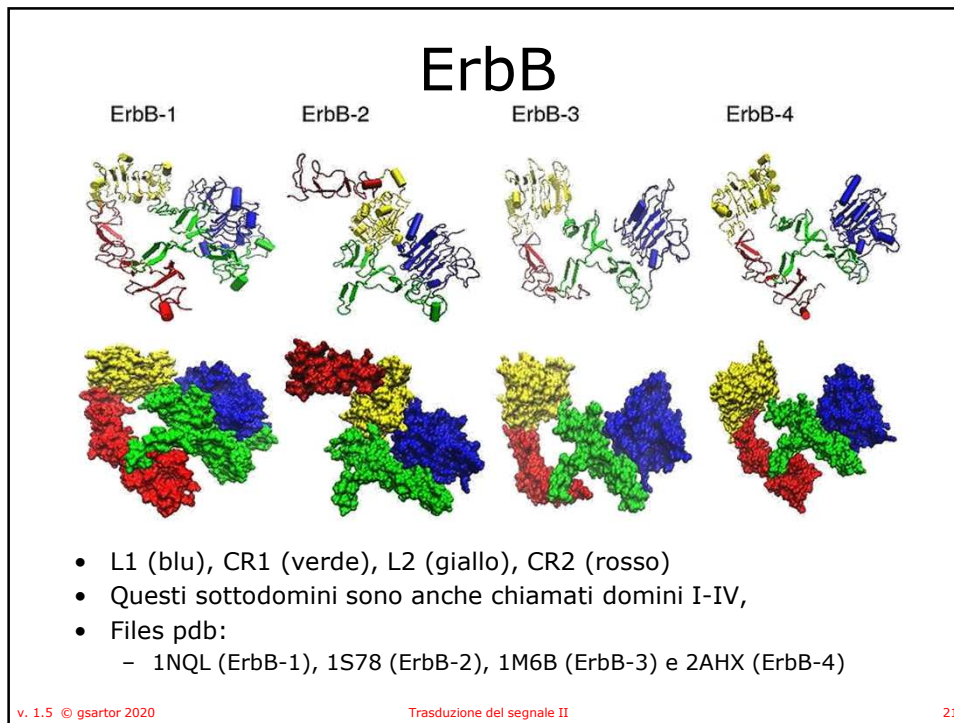 ErbB
ErbB-1 ErbB-2 ErbB-3 ErbB-4
• L1 (blu), CR1 (verde), L2 (giallo), CR2 (rosso)
• Questi sottodomini sono anche chiamati domini I-IV,
• Files pdb:
– 1NQL (ErbB-1), 1S78 (ErbB-2), 1M6B (ErbB-3) e 2AHX (ErbB-4)
v. 1.5 © gsartor 2020 Trasduzione del segnale II 21